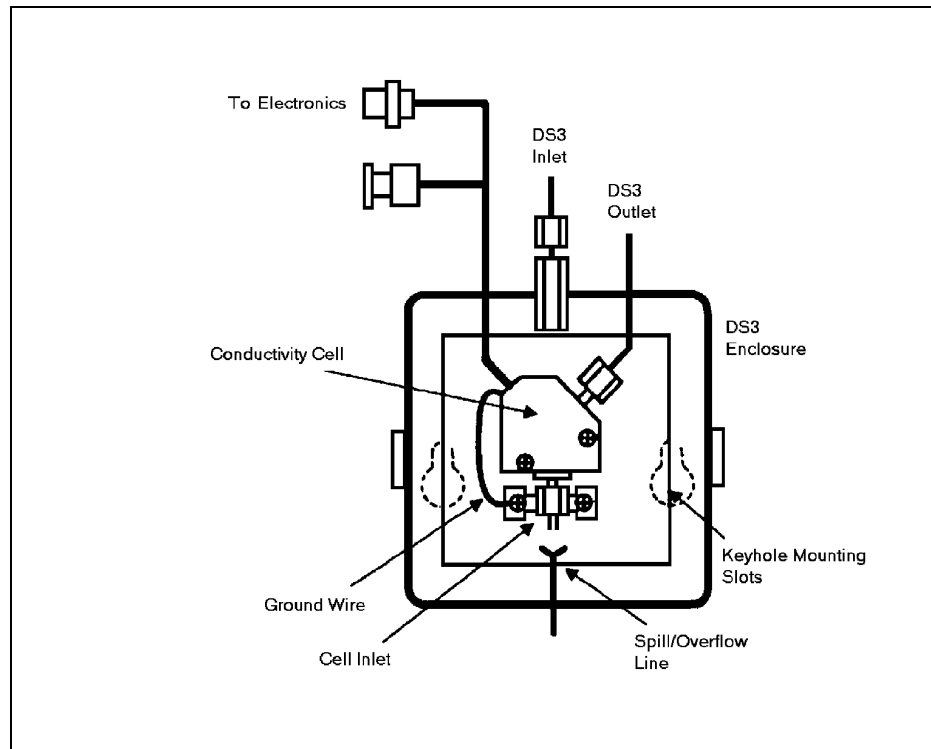 To Electronics
DS3
Inlet
DS3
Outlet
DS3
Enclosure
Conductivity Cell
Keyhole Mounting
Slots
Ground Wire
Cell Inlet
Spill/Overflow
Line